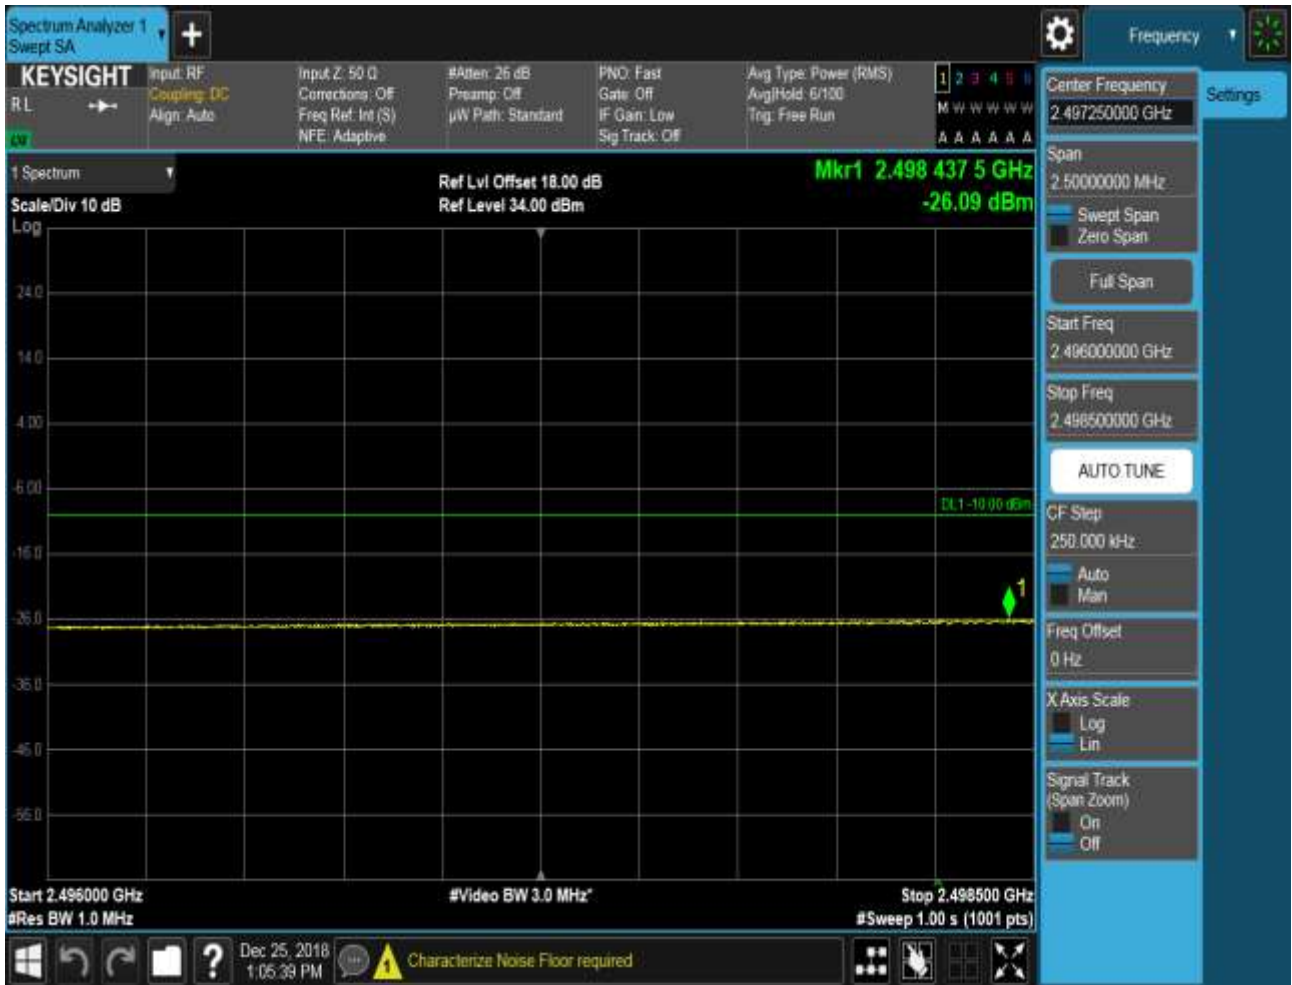 Spectrum Analyzer 1
Swept SA
+
Frequency
KEYSIGHT
RL
LXI
Input: RF
Coupling: DC
Align: Auto
Input Z: 50 Ω
Corrections: Off
Freq Ref: Int (S)
NFE: Adaptive
#Atten: 26 dB
Preamp: Off
µW Path: Standard
PNO: Fast
Gate: Off
IF Gain: Low
Sig Track: Off
Avg Type: Power (RMS)
Avg|Hold: 6/100
Trig: Free Run
1 2 3 4 5 6
M W W W W W
A A A A A A
1 Spectrum
Scale/Div 10 dB
Log
Ref Lvl Offset 18.00 dB
Ref Level 34.00 dBm
Mkr1 2.498 437 5 GHz
-26.09 dBm
24.0
14.0
4.00
-6.00
DL1 -10.00 dBm
-16.0
1
-26.0
-36.0
-46.0
-56.0
Start 2.496000 GHz
#Video BW 3.0 MHz*
Stop 2.498500 GHz
#Res BW 1.0 MHz
#Sweep 1.00 s (1001 pts)
Center Frequency
2.497250000 GHz
Settings
Span
2.50000000 MHz
Swept Span
Zero Span
Full Span
Start Freq
2.496000000 GHz
Stop Freq
2.498500000 GHz
AUTO TUNE
CF Step
250.000 kHz
Auto
Man
Freq Offset
0 Hz
X Axis Scale
Log
Lin
Signal Track
(Span Zoom)
On
Off
?
Dec 25, 2018
1:05:39 PM
1
Characterize Noise Floor required